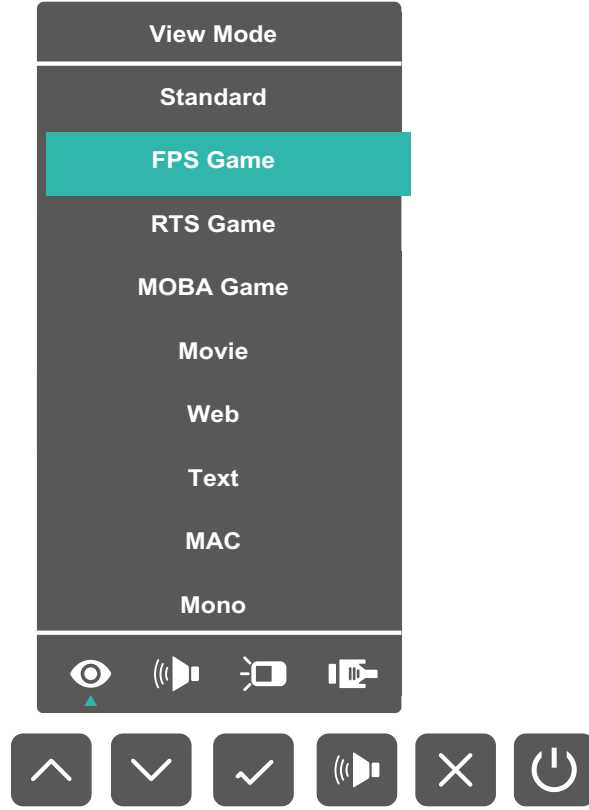 View Mode
Standard
FPS Game
RTS Game
MOBA Game
Movie
Web
Text
MAC
Mono